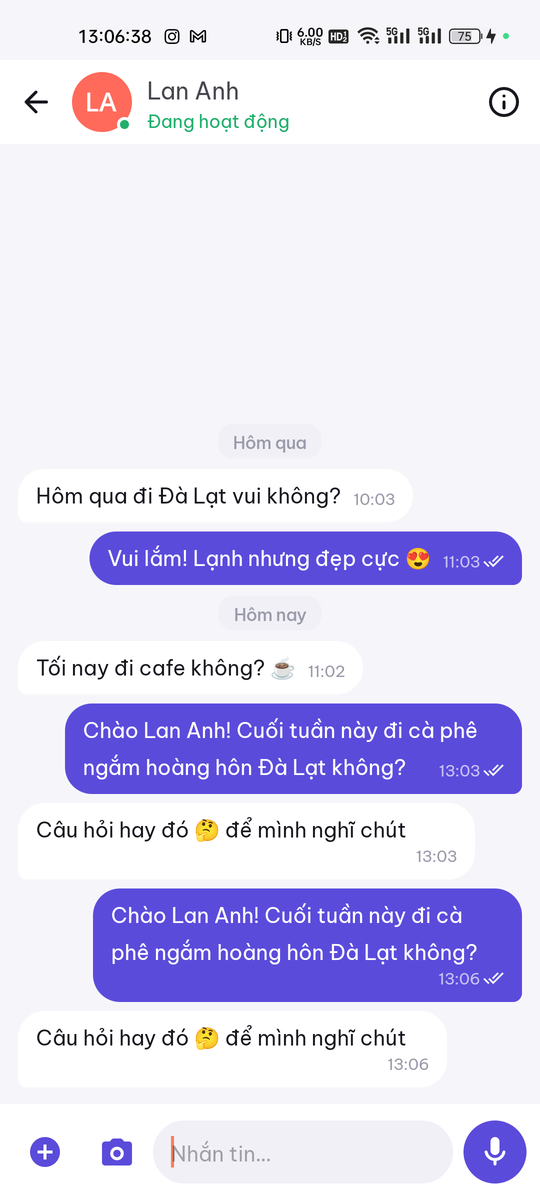 13:06:38 6.00 KB/S HD 5G 5G 75
LA
Lan Anh
Đang hoạt động
Hôm qua
Hôm qua đi Đà Lạt vui không? 10:03
Vui lắm! Lạnh nhưng đẹp cực 😍 11:03
Hôm nay
Tối nay đi cafe không? ☕ 11:02
Chào Lan Anh! Cuối tuần này đi cà phê
ngắm hoàng hôn Đà Lạt không? 13:03
Câu hỏi hay đó 🤔 để mình nghĩ chút
13:03
Chào Lan Anh! Cuối tuần này đi cà
phê ngắm hoàng hôn Đà Lạt không?
13:06
Câu hỏi hay đó 🤔 để mình nghĩ chút
13:06
Nhắn tin...